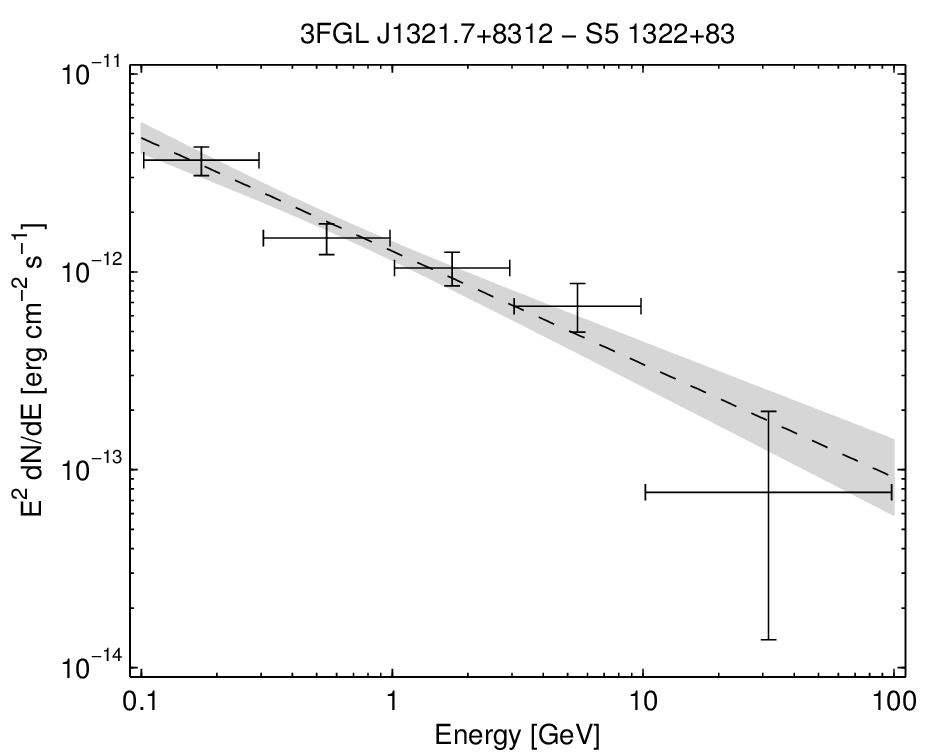 3FGL J1321.7+8312 − S5 1322+83
10⁻¹¹
10⁻¹²
10⁻¹³
10⁻¹⁴
E² dN/dE [erg cm⁻² s⁻¹]
0.1 1 10 100
Energy [GeV]